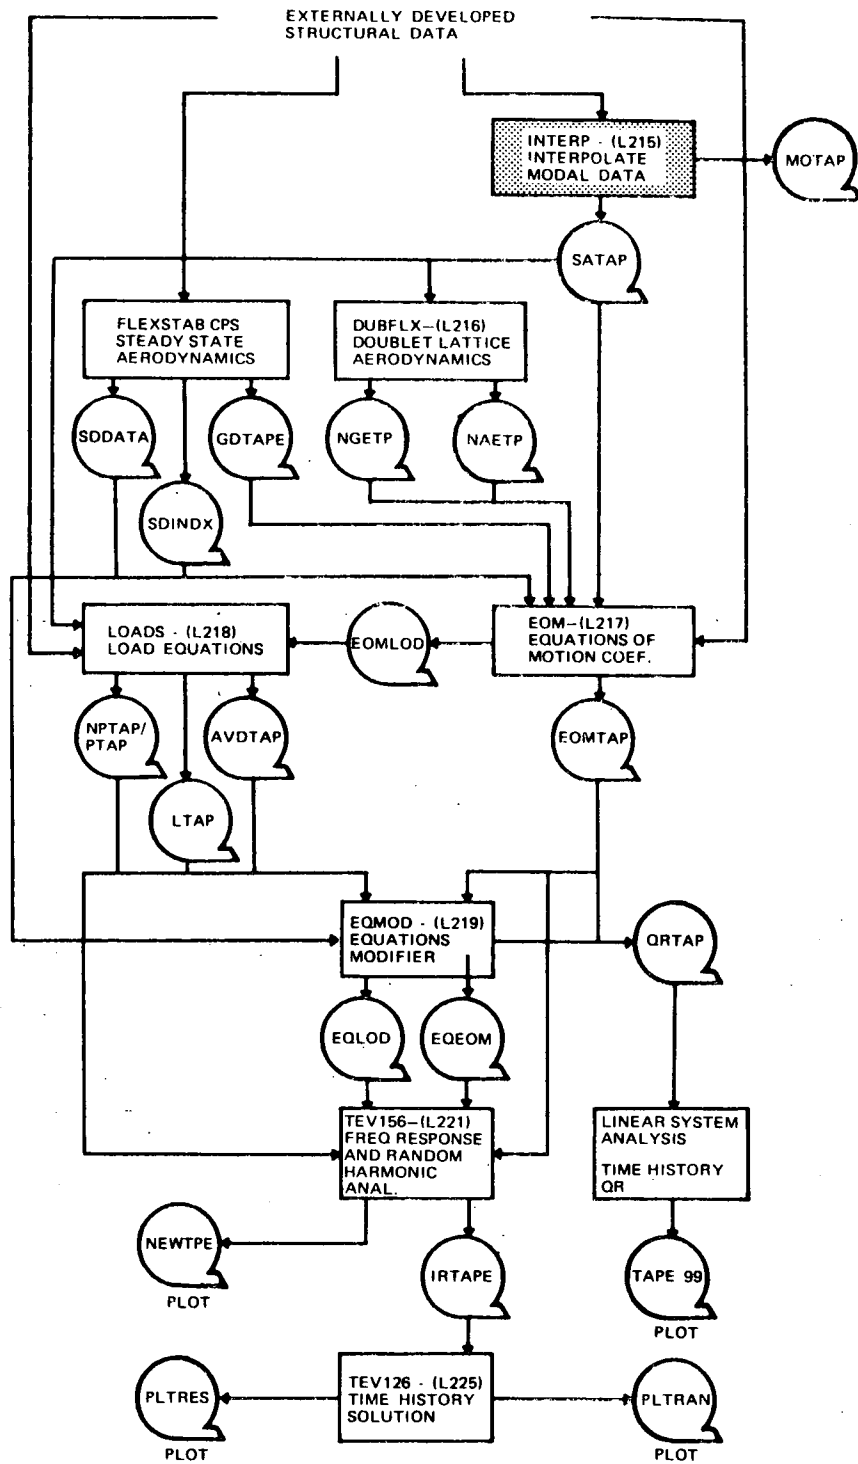 EXTERNALLY DEVELOPED
STRUCTURAL DATA
INTERP - (L215)
INTERPOLATE
MODAL DATA
MOTAP
SATAP
FLEXSTAB CPS
STEADY STATE
AERODYNAMICS
DUBFLX-(L216)
DOUBLET LATTICE
AERODYNAMICS
SDDATA
GDTAPE
NGETP
NAETP
SDINDX
LOADS - (L218)
LOAD EQUATIONS
EOMLOD
EOM-(L217)
EQUATIONS OF
MOTION COEF.
NPTAP/
PTAP
AVDTAP
EOMTAP
LTAP
EQMOD - (L219)
EQUATIONS
MODIFIER
QRTAP
EQLOD
EQEOM
TEV156-(L221)
FREQ RESPONSE
AND RANDOM
HARMONIC
ANAL.
LINEAR SYSTEM
ANALYSIS
TIME HISTORY
QR
NEWTPE
PLOT
IRTAPE
TAPE 99
PLOT
PLTRES
PLOT
TEV126 - (L225)
TIME HISTORY
SOLUTION
PLTRAN
PLOT